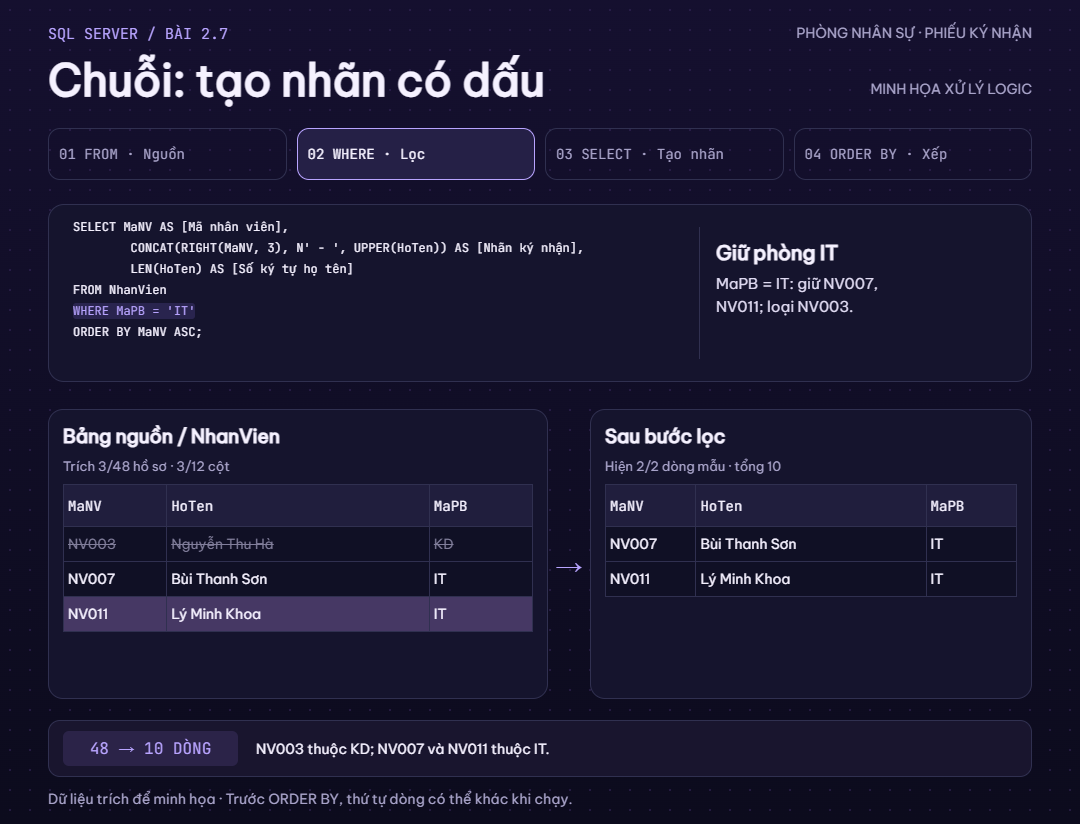 SQL SERVER / BÀI 2.7
PHÒNG NHÂN SỰ · PHIẾU KÝ NHẬN
Chuỗi: tạo nhãn có dấu
MINH HỌA XỬ LÝ LOGIC
01 FROM · Nguồn
02 WHERE · Lọc
03 SELECT · Tạo nhãn
04 ORDER BY · Xếp
SELECT MaNV AS [Mã nhân viên],
CONCAT(RIGHT(MaNV, 3), N' - ', UPPER(HoTen)) AS [Nhãn ký nhận],
LEN(HoTen) AS [Số ký tự họ tên]
FROM NhanVien
WHERE MaPB = 'IT'
ORDER BY MaNV ASC;
Giữ phòng IT
MaPB = IT: giữ NV007,
NV011; loại NV003.
Bảng nguồn / NhanVien
Trích 3/48 hồ sơ · 3/12 cột
MaNV HoTen MaPB
NV003 Nguyễn Thu Hà KD
NV007 Bùi Thanh Sơn IT
NV011 Lý Minh Khoa IT
→
Sau bước lọc
Hiện 2/2 dòng mẫu · tổng 10
MaNV HoTen MaPB
NV007 Bùi Thanh Sơn IT
NV011 Lý Minh Khoa IT
48 → 10 DÒNG
NV003 thuộc KD; NV007 và NV011 thuộc IT.
Dữ liệu trích để minh họa · Trước ORDER BY, thứ tự dòng có thể khác khi chạy.